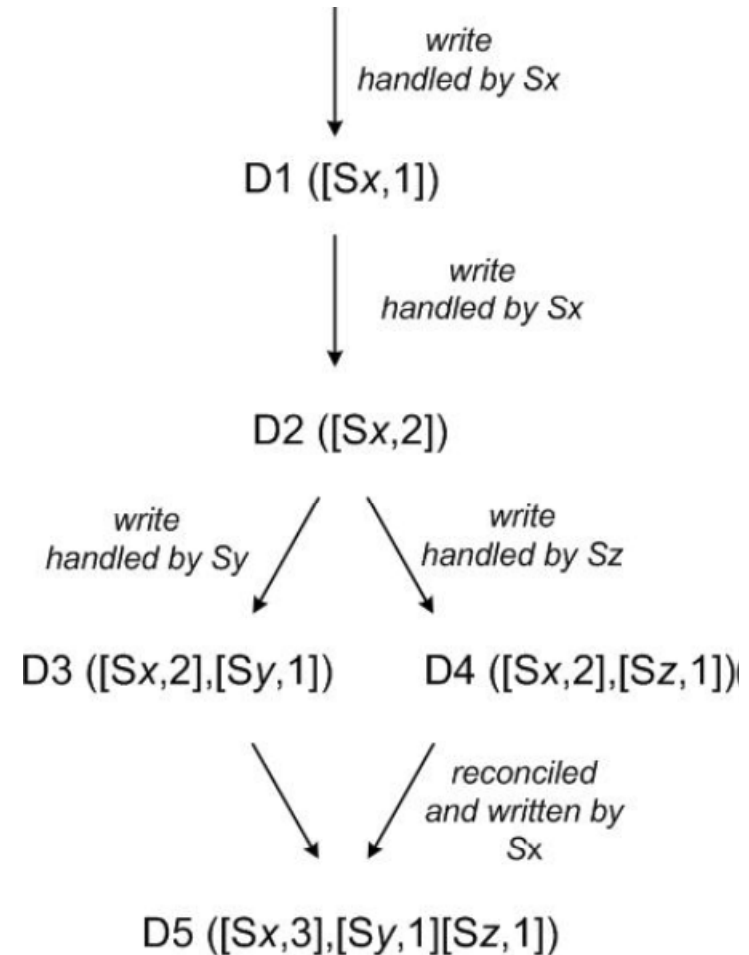 write
handled by Sx
D1 ([Sx,1])
write
handled by Sx
D2 ([Sx,2])
write
handled by Sy
write
handled by Sz
D3 ([Sx,2],[Sy,1])
D4 ([Sx,2],[Sz,1])(
reconciled
and written by
Sx
D5 ([Sx,3],[Sy,1][Sz,1])